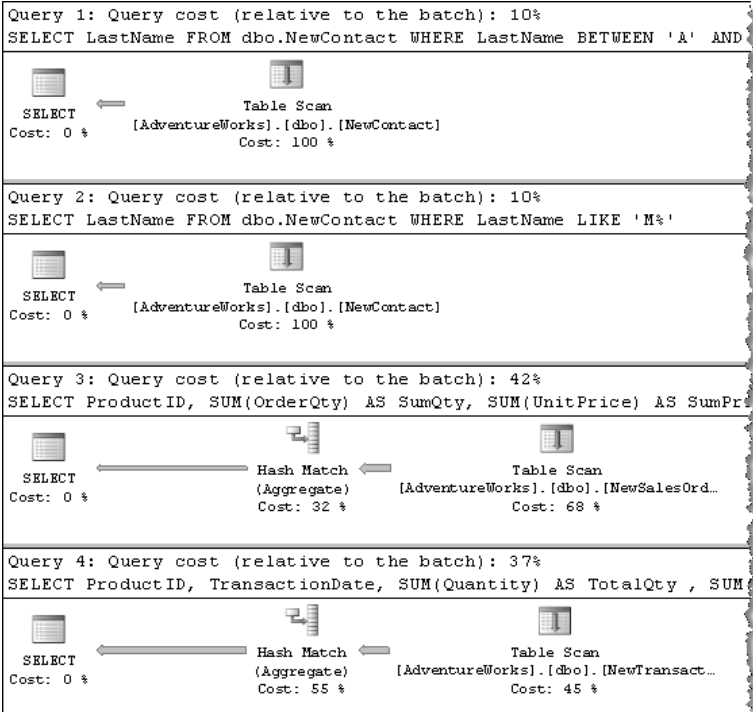 Query 1: Query cost (relative to the batch): 10%
SELECT LastName FROM dbo.NewContact WHERE LastName BETWEEN 'A' AND
SELECT
Cost: 0 %
Table Scan
[AdventureWorks].[dbo].[NewContact]
Cost: 100 %
Query 2: Query cost (relative to the batch): 10%
SELECT LastName FROM dbo.NewContact WHERE LastName LIKE 'M%'
SELECT
Cost: 0 %
Table Scan
[AdventureWorks].[dbo].[NewContact]
Cost: 100 %
Query 3: Query cost (relative to the batch): 42%
SELECT ProductID, SUM(OrderQty) AS SumQty, SUM(UnitPrice) AS SumPr
SELECT
Cost: 0 %
Hash Match
(Aggregate)
Cost: 32 %
Table Scan
[AdventureWorks].[dbo].[NewSalesOrd…
Cost: 68 %
Query 4: Query cost (relative to the batch): 37%
SELECT ProductID, TransactionDate, SUM(Quantity) AS TotalQty , SUM
SELECT
Cost: 0 %
Hash Match
(Aggregate)
Cost: 55 %
Table Scan
[AdventureWorks].[dbo].[NewTransact…
Cost: 45 %